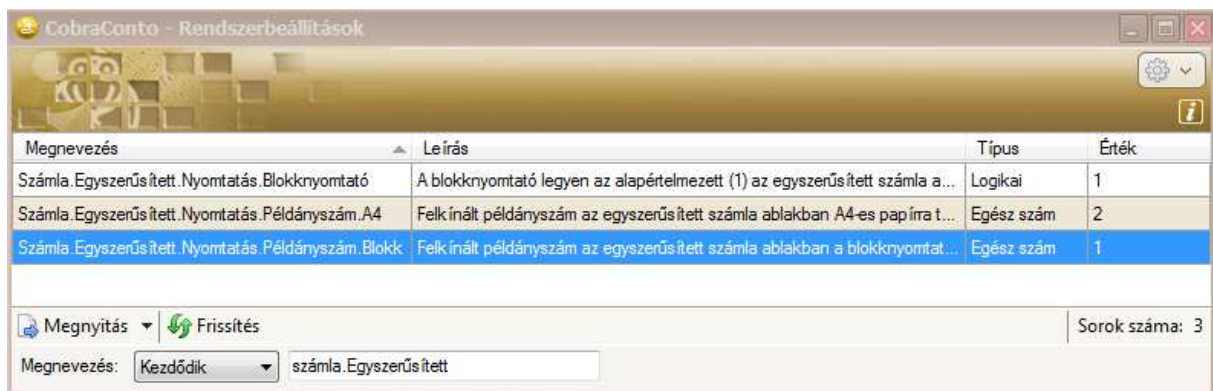 CobraConto - Rendszerbeállítások
Megnevezés Leírás Típus Érték
Számla.Egyszerűsített.Nyomtatás.Blokknyomtató A blokknyomtató legyen az alapértelmezett (1) az egyszerűsített számla a... Logikai 1
Számla.Egyszerűsített.Nyomtatás.Példányszám.A4 Felkínált példányszám az egyszerűsített számla ablakban A4-es papírra t... Egész szám 2
Számla.Egyszerűsített.Nyomtatás.Példányszám.Blokk Felkínált példányszám az egyszerűsített számla ablakban a blokknyomtat... Egész szám 1
Megnyitás Frissítés Sorok száma: 3
Megnevezés: Kezdődik számla.Egyszerűsített